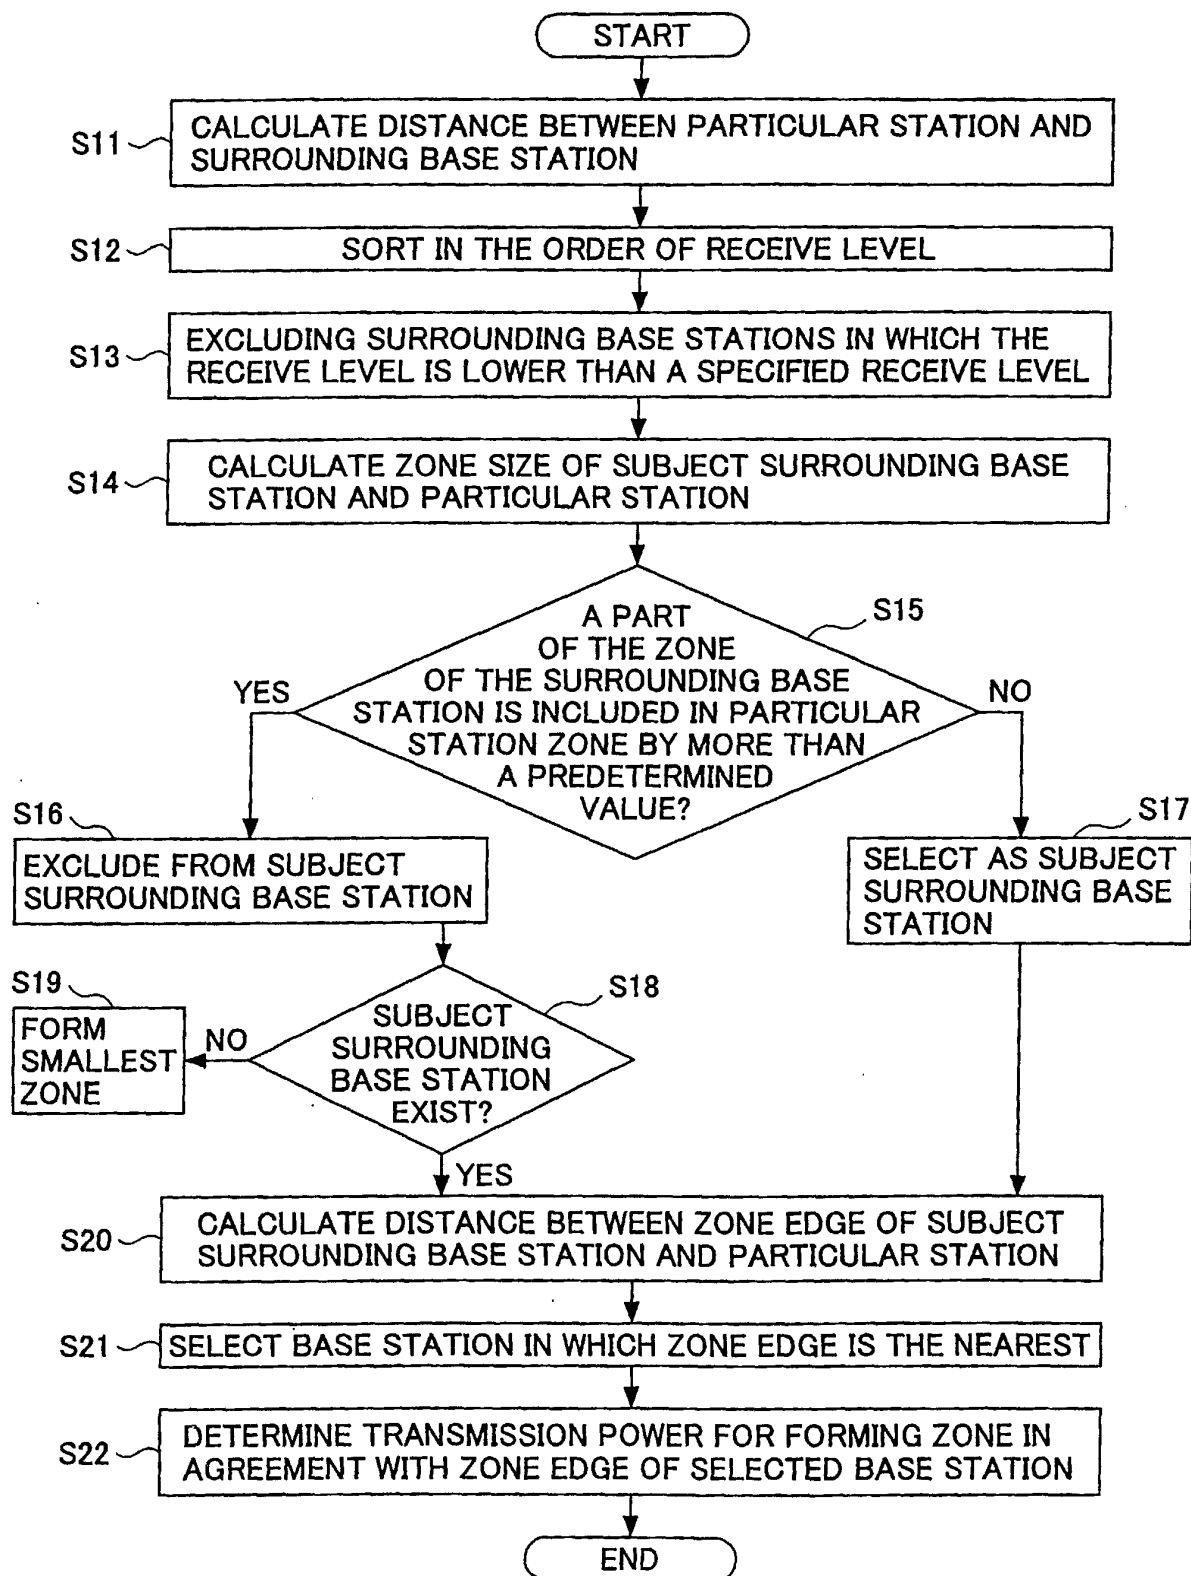 START
S11
CALCULATE DISTANCE BETWEEN PARTICULAR STATION AND
SURROUNDING BASE STATION
S12
SORT IN THE ORDER OF RECEIVE LEVEL
S13
EXCLUDING SURROUNDING BASE STATIONS IN WHICH THE
RECEIVE LEVEL IS LOWER THAN A SPECIFIED RECEIVE LEVEL
S14
CALCULATE ZONE SIZE OF SUBJECT SURROUNDING BASE
STATION AND PARTICULAR STATION
S15
A PART
OF THE ZONE
OF THE SURROUNDING BASE
STATION IS INCLUDED IN PARTICULAR
STATION ZONE BY MORE THAN
A PREDETERMINED
VALUE?
YES
NO
S16
EXCLUDE FROM SUBJECT
SURROUNDING BASE STATION
S17
SELECT AS SUBJECT
SURROUNDING BASE
STATION
S18
SUBJECT
SURROUNDING
BASE STATION
EXIST?
NO
S19
FORM
SMALLEST
ZONE
YES
S20
CALCULATE DISTANCE BETWEEN ZONE EDGE OF SUBJECT
SURROUNDING BASE STATION AND PARTICULAR STATION
S21
SELECT BASE STATION IN WHICH ZONE EDGE IS THE NEAREST
S22
DETERMINE TRANSMISSION POWER FOR FORMING ZONE IN
AGREEMENT WITH ZONE EDGE OF SELECTED BASE STATION
END